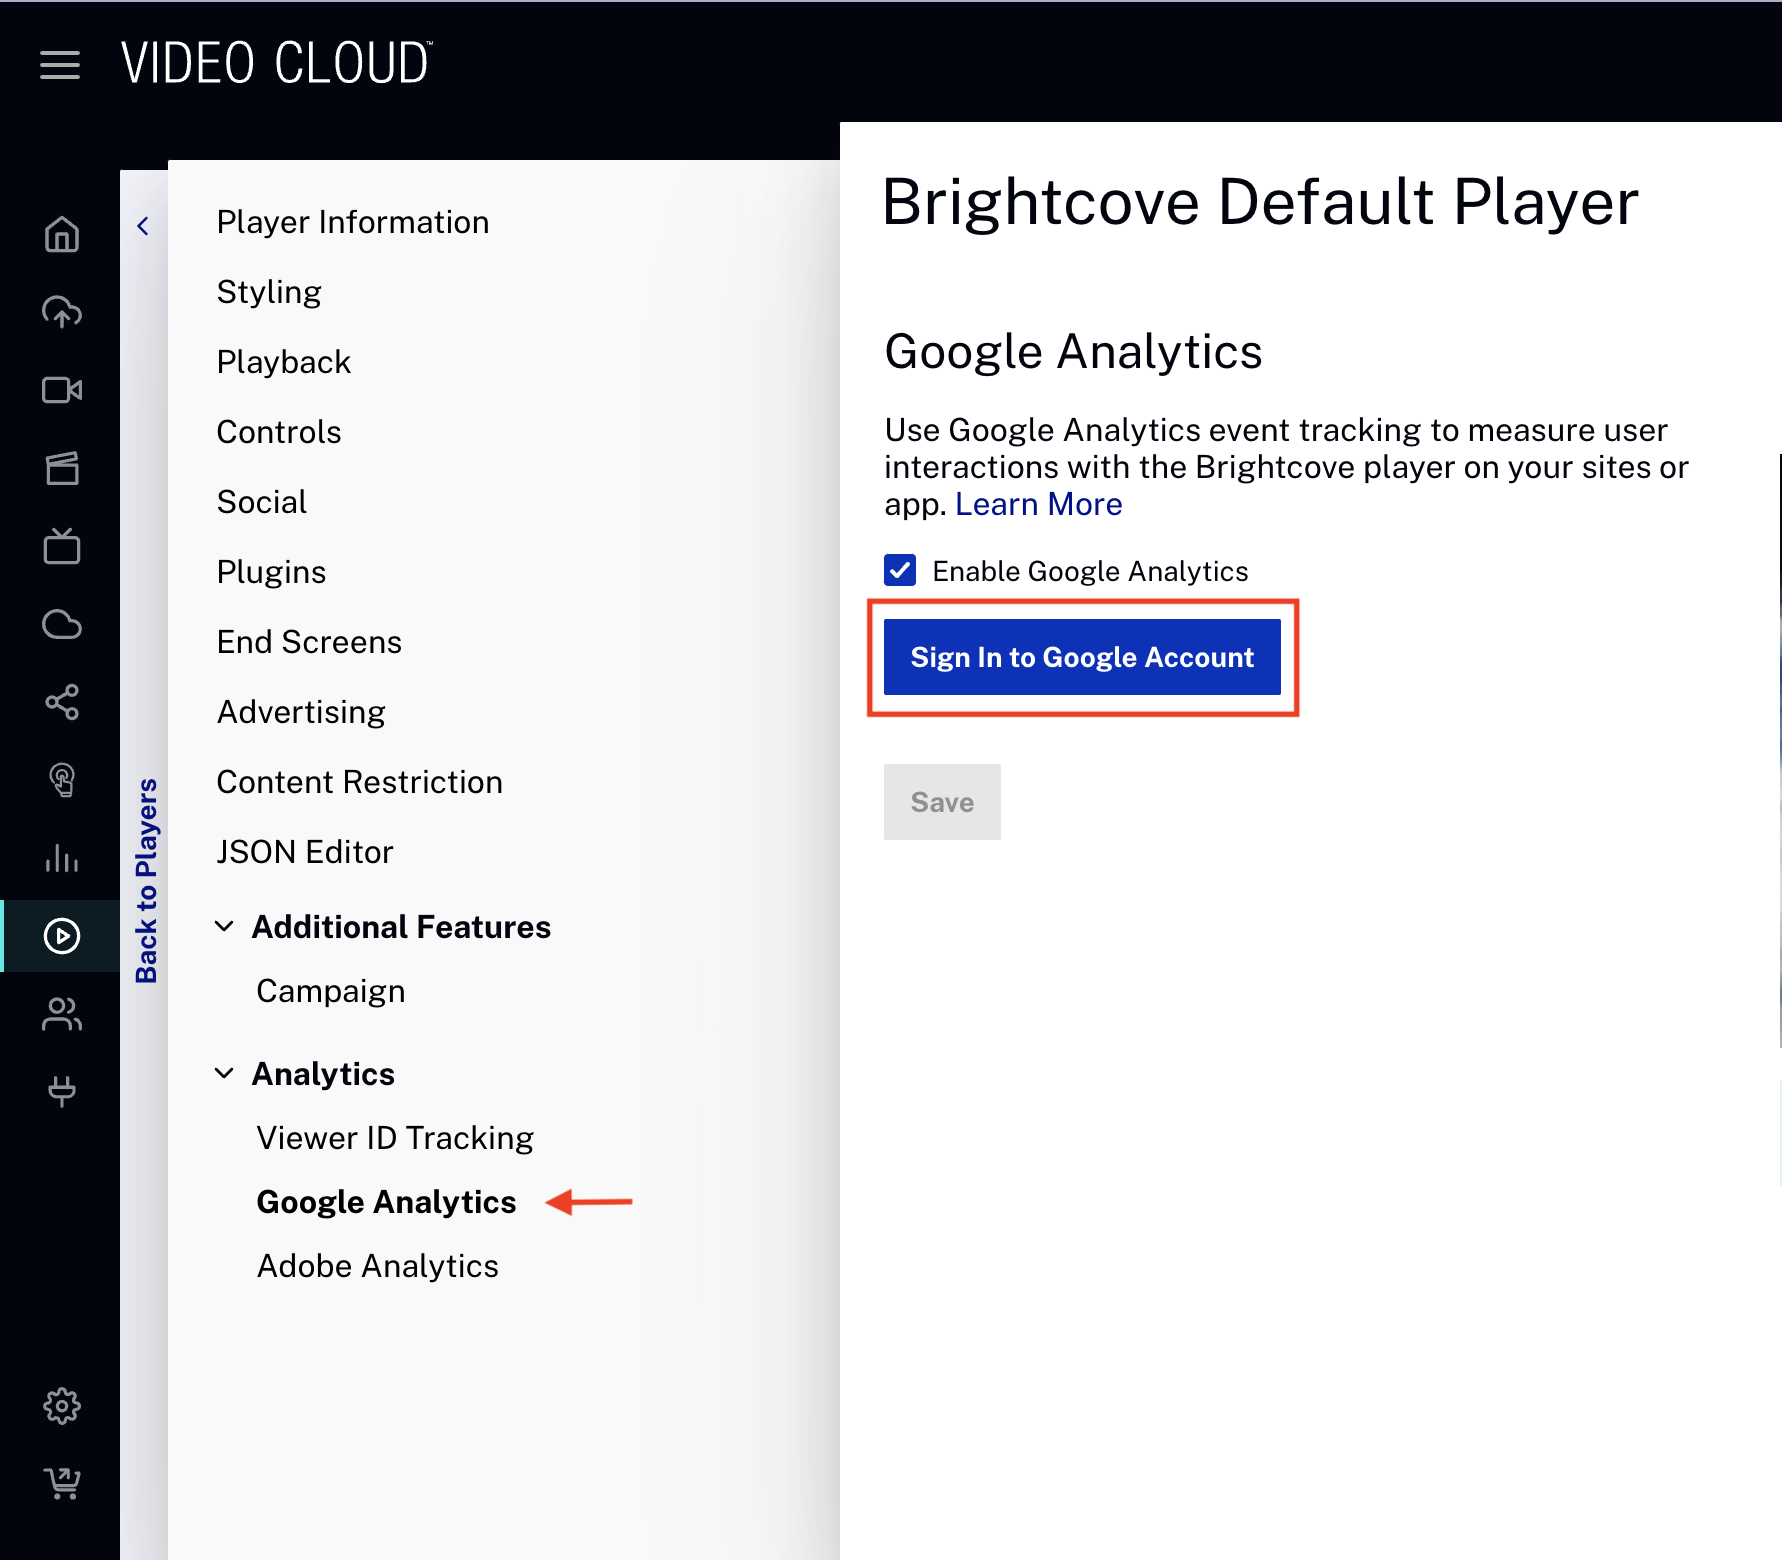 VIDEO CLOUD™
Back to Players
Player Information
Styling
Playback
Controls
Social
Plugins
End Screens
Advertising
Content Restriction
JSON Editor
Additional Features
Campaign
Analytics
Viewer ID Tracking
Google Analytics
Adobe Analytics
Brightcove Default Player
Google Analytics
Use Google Analytics event tracking to measure user
interactions with the Brightcove player on your sites or
app. Learn More
Enable Google Analytics
Sign In to Google Account
Save